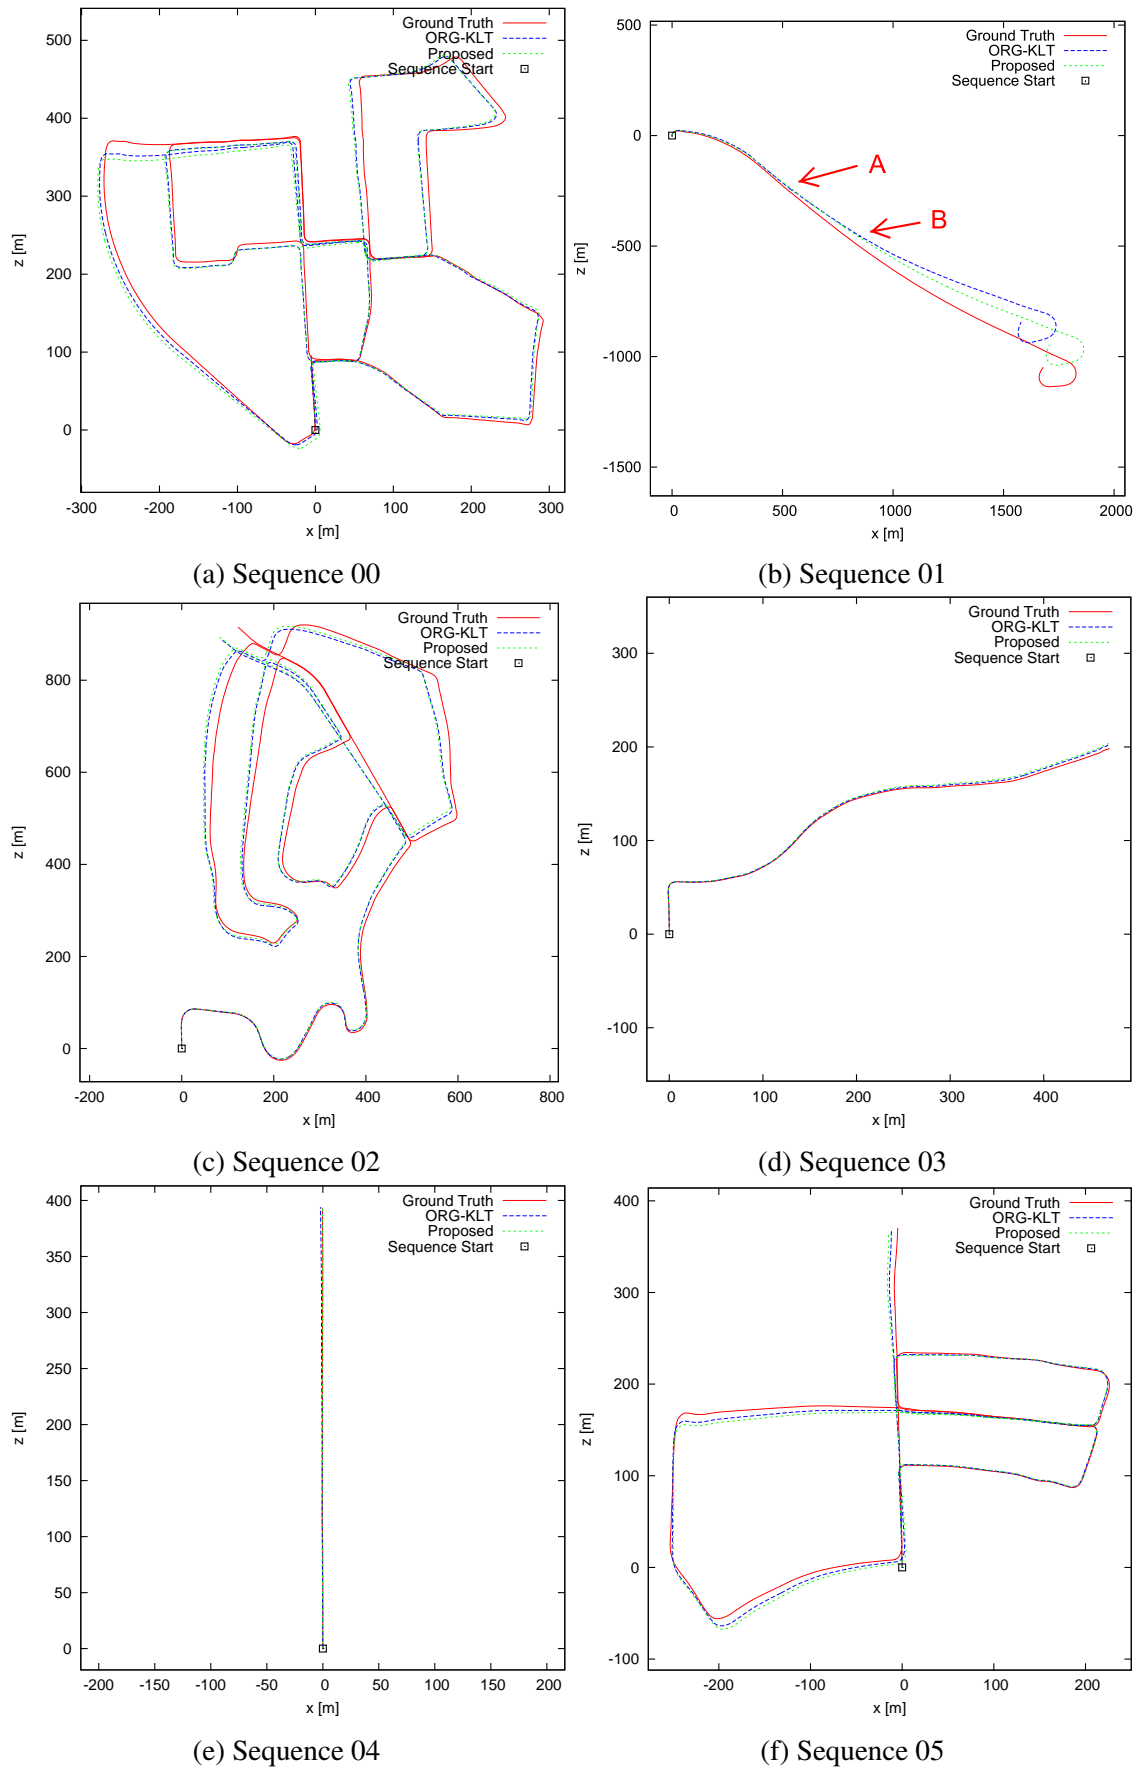 Ground Truth
ORG-KLT
Proposed
Sequence Start
500
400
300
200
100
0
z [m]
-300 -200 -100 0 100 200 300
x [m]
(a) Sequence 00
Ground Truth
ORG-KLT
Proposed
Sequence Start
A
B
500
0
-500
-1000
-1500
z [m]
0 500 1000 1500 2000
x [m]
(b) Sequence 01
Ground Truth
ORG-KLT
Proposed
Sequence Start
800
600
400
200
0
z [m]
-200 0 200 400 600 800
x [m]
(c) Sequence 02
Ground Truth
ORG-KLT
Proposed
Sequence Start
300
200
100
0
-100
z [m]
0 100 200 300 400
x [m]
(d) Sequence 03
Ground Truth
ORG-KLT
Proposed
Sequence Start
400
350
300
250
200
150
100
50
0
z [m]
-200 -150 -100 -50 0 50 100 150 200
x [m]
(e) Sequence 04
Ground Truth
ORG-KLT
Proposed
Sequence Start
400
300
200
100
0
-100
z [m]
-200 -100 0 100 200
x [m]
(f) Sequence 05